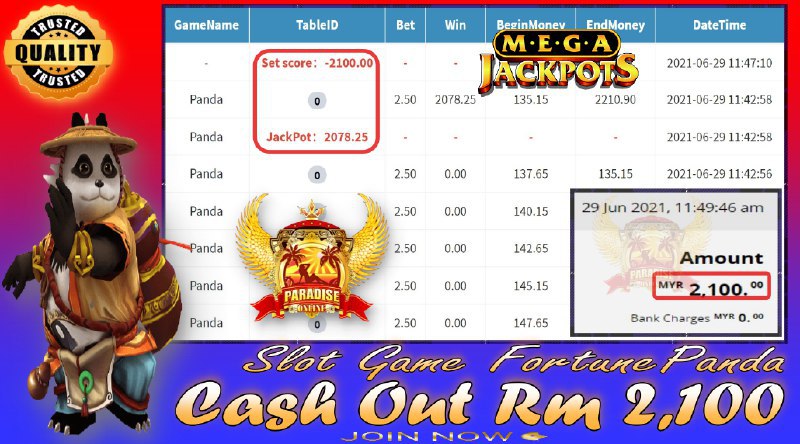 TRUSTED
QUALITY
TRUSTED
GameName TableID Bet Win BeginMoney EndMoney DateTime
MEGA
JACKPOTS
- Set score: -2100.00 - - - 2021-06-29 11:47:10
Panda 0 2.50 2078.25 135.15 2210.90 2021-06-29 11:42:58
- JackPot: 2078.25 - - - - 2021-06-29 11:42:58
Panda 0 2.50 0.00 137.65 135.15 2021-06-29 11:42:56
Panda 2.50 0.00 140.15
Panda 2.50 0.00 142.65
Panda 2.50 0.00 145.15
Panda 0 2.50 0.00 147.65
PARADISE
ONLINE
29 Jun 2021, 11:49:46 am
Amount
MYR 2,100.00
Bank Charges MYR 0.00
Slot Game Fortune Panda
Cash Out Rm 2,100
JOIN NOW